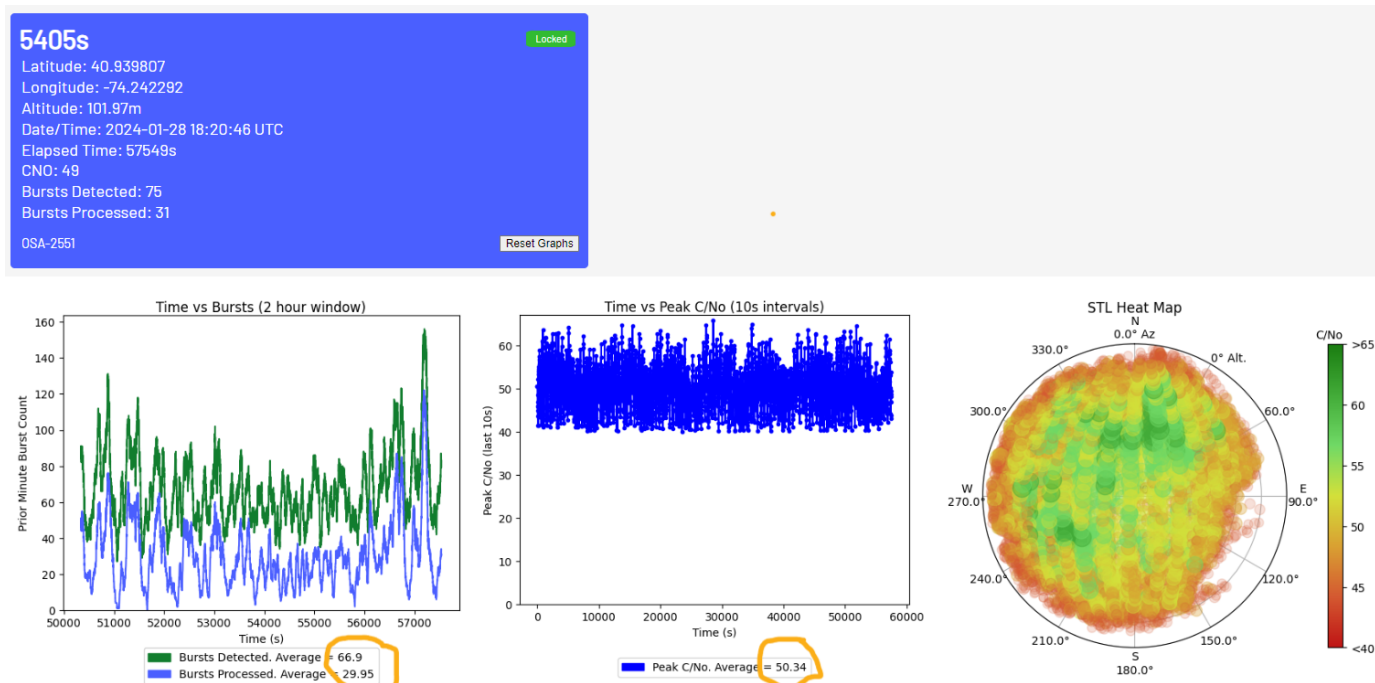 5405s
Locked
Latitude: 40.939807
Longitude: -74.242292
Altitude: 101.97m
Date/Time: 2024-01-28 18:20:46 UTC
Elapsed Time: 57549s
CNO: 49
Bursts Detected: 75
Bursts Processed: 31
OSA-2551
Reset Graphs
Time vs Bursts (2 hour window)
160
140
120
100
80
60
40
20
0
Prior Minute Burst Count
50000 51000 52000 53000 54000 55000 56000 57000
Time (s)
Bursts Detected. Average = 66.9
Bursts Processed. Average = 29.95
Time vs Peak C/No (10s intervals)
60
50
40
30
20
10
0
Peak C/No (last 10s)
0 10000 20000 30000 40000 50000 60000
Time (s)
Peak C/No. Average = 50.34
STL Heat Map
N
0.0° Az
0° Alt.
330.0°
300.0°
60.0°
W
270.0°
E
90.0°
240.0°
120.0°
210.0°
150.0°
S
180.0°
C/No
>65
60
55
50
45
<40